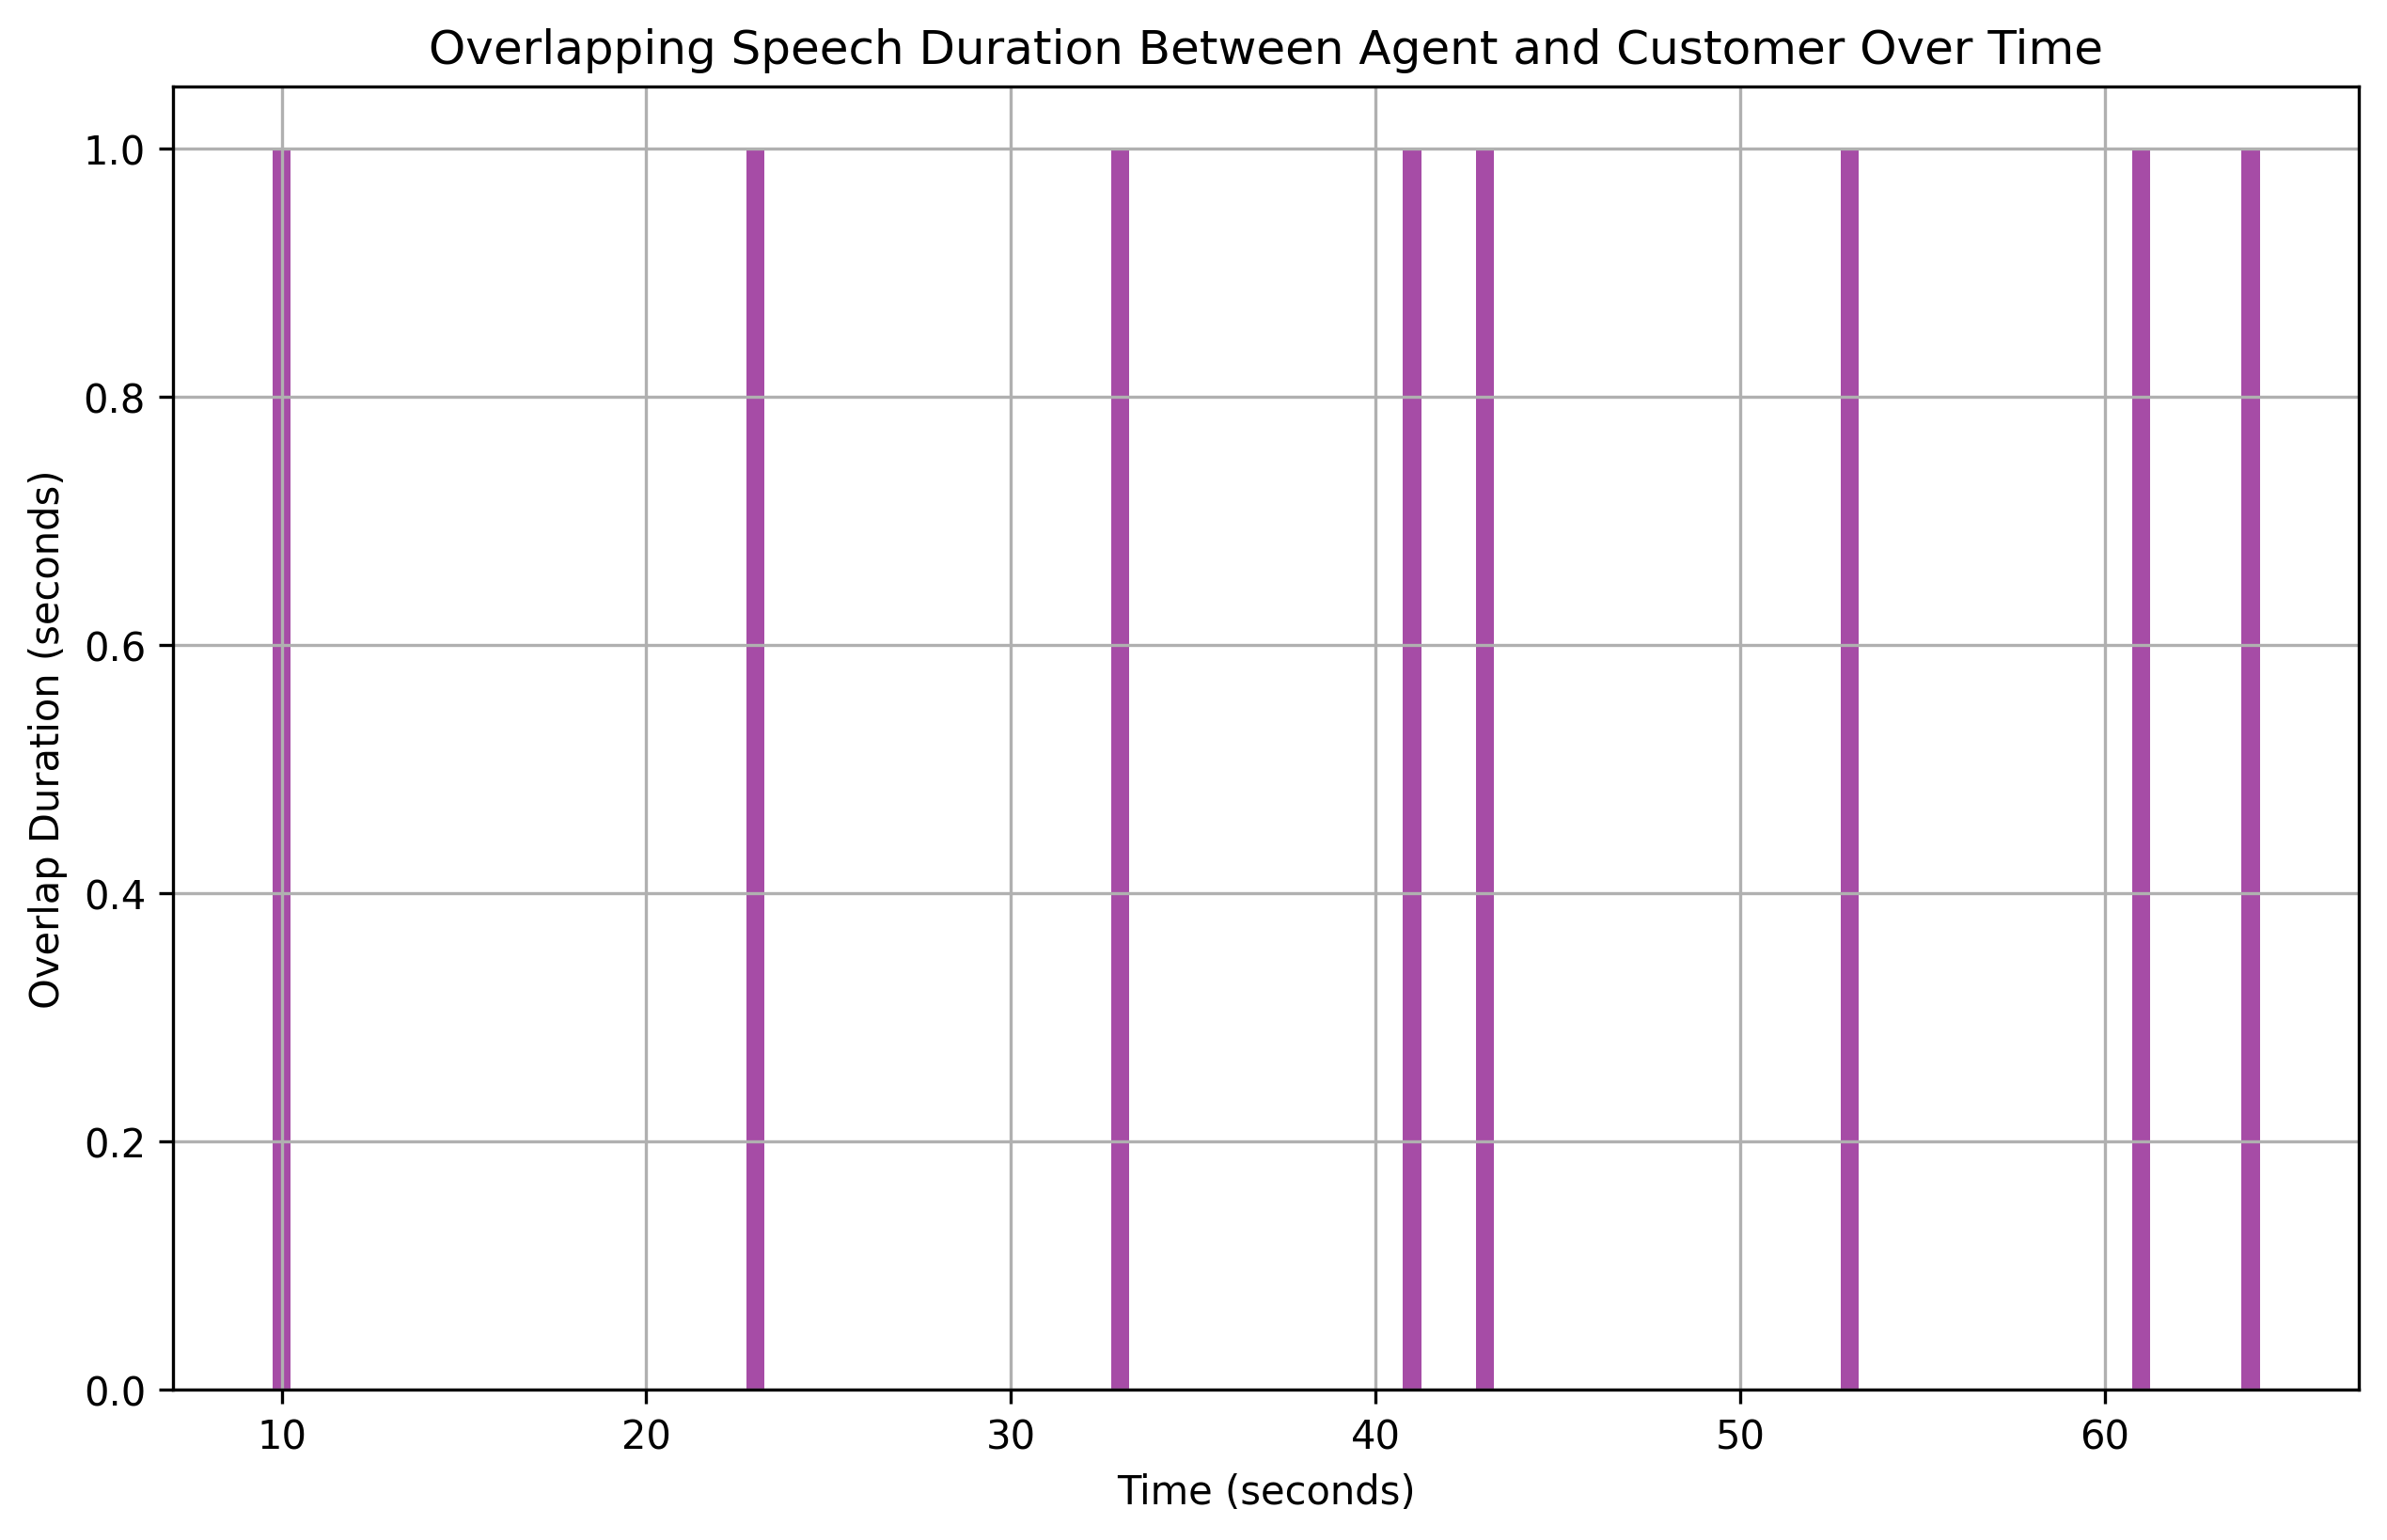 Overlapping Speech Duration Between Agent and Customer Over Time
Overlap Duration (seconds)
1.0
0.8
0.6
0.4
0.2
0.0
10 20 30 40 50 60
Time (seconds)